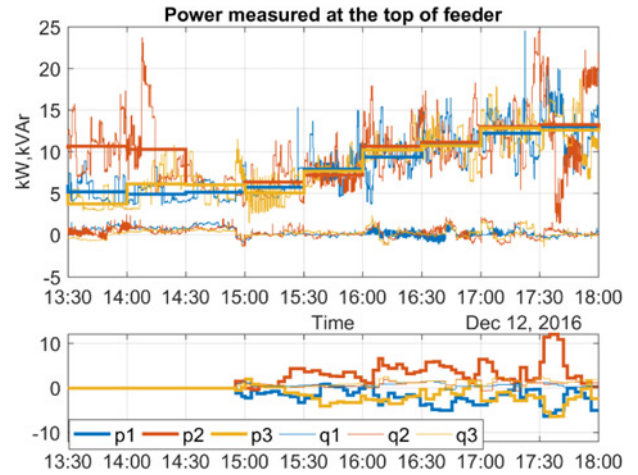 Power measured at the top of feeder
25
20
15
10
5
0
-5
kW,kVAr
13:30 14:00 14:30 15:00 15:30 16:00 16:30 17:00 17:30 18:00
Time Dec 12, 2016
10
0
-10
p1 p2 p3 q1 q2 q3
13:30 14:00 14:30 15:00 15:30 16:00 16:30 17:00 17:30 18:00